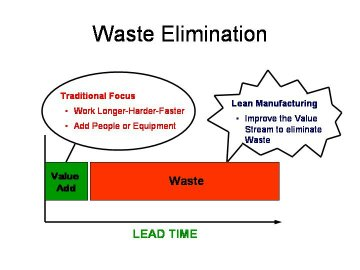 Waste Elimination
Traditional Focus
• Work Longer-Harder-Faster
• Add People or Equipment
Lean Manufacturing
• Improve the Value
Stream to eliminate
Waste
Value
Add
Waste
LEAD TIME